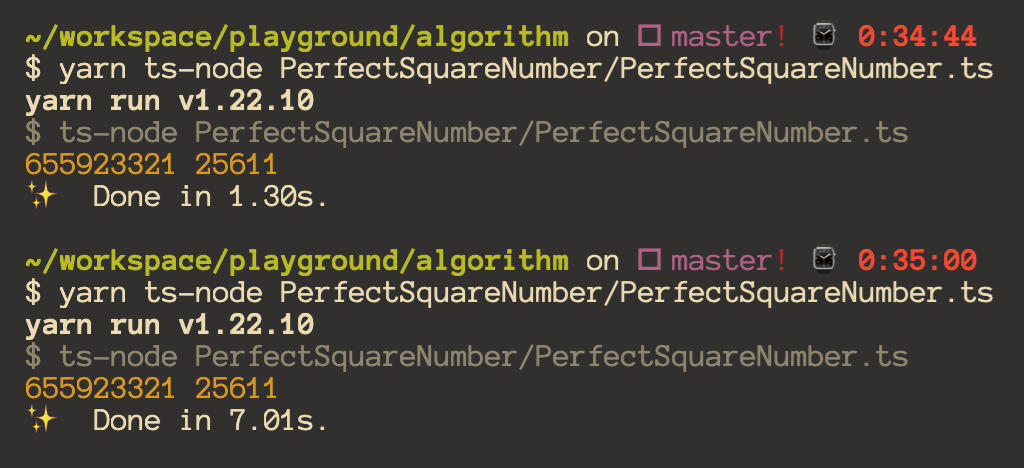 ~/workspace/playground/algorithm on master! 0:34:44
$ yarn ts-node PerfectSquareNumber/PerfectSquareNumber.ts
yarn run v1.22.10
$ ts-node PerfectSquareNumber/PerfectSquareNumber.ts
655923321 25611
✨ Done in 1.30s.
~/workspace/playground/algorithm on master! 0:35:00
$ yarn ts-node PerfectSquareNumber/PerfectSquareNumber.ts
yarn run v1.22.10
$ ts-node PerfectSquareNumber/PerfectSquareNumber.ts
655923321 25611
✨ Done in 7.01s.